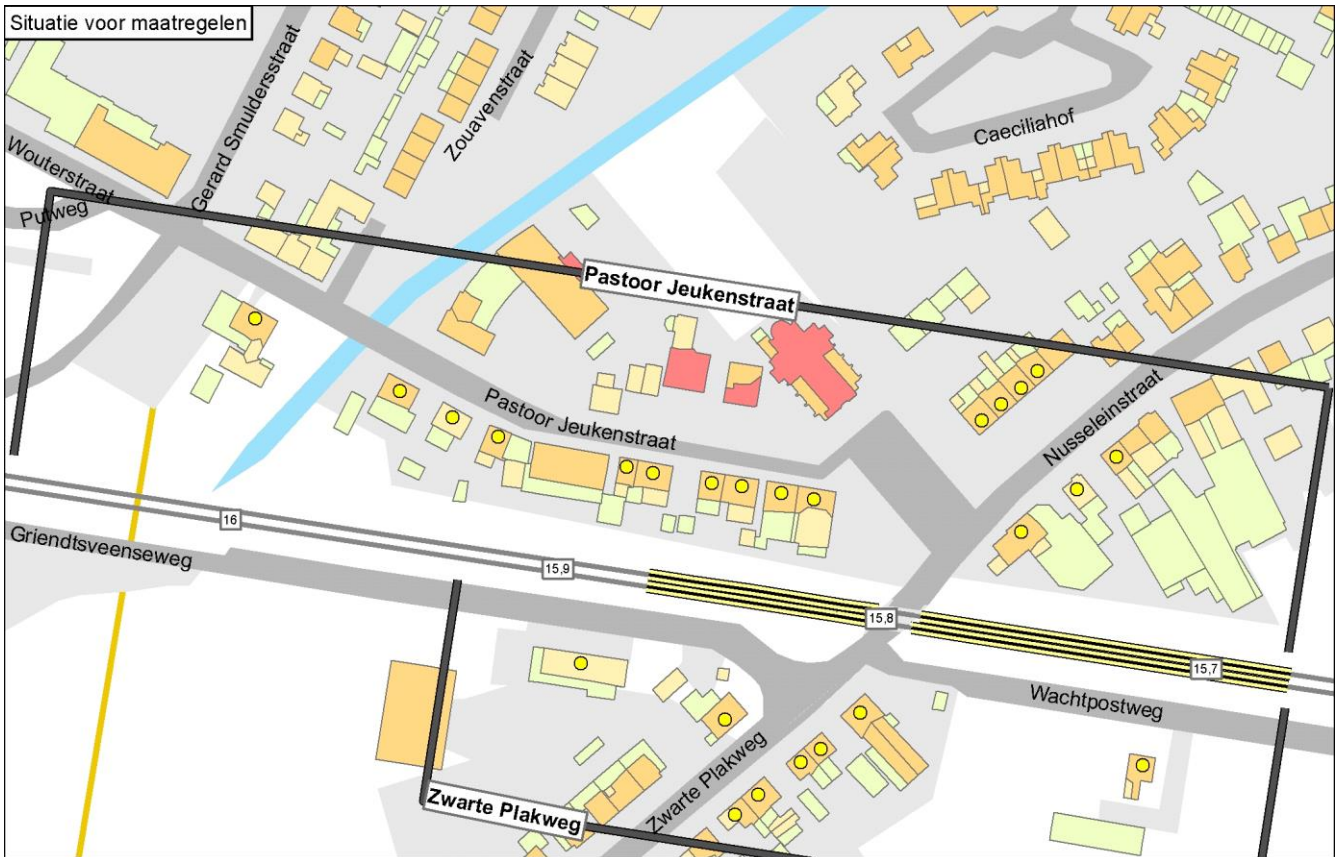 Situatie voor maatregelen
Gerard Smuldersstraat
Zouavenstraat
Caeciliahof
Wouterstraat
Putweg
Pastoor Jeukenstraat
Nusseleinstraat
Pastoor Jeukenstraat
16
Griendtsveenseweg
15,9
15,8
15,7
Wachtpostweg
Zwarte Plakweg
Zwarte Plakweg